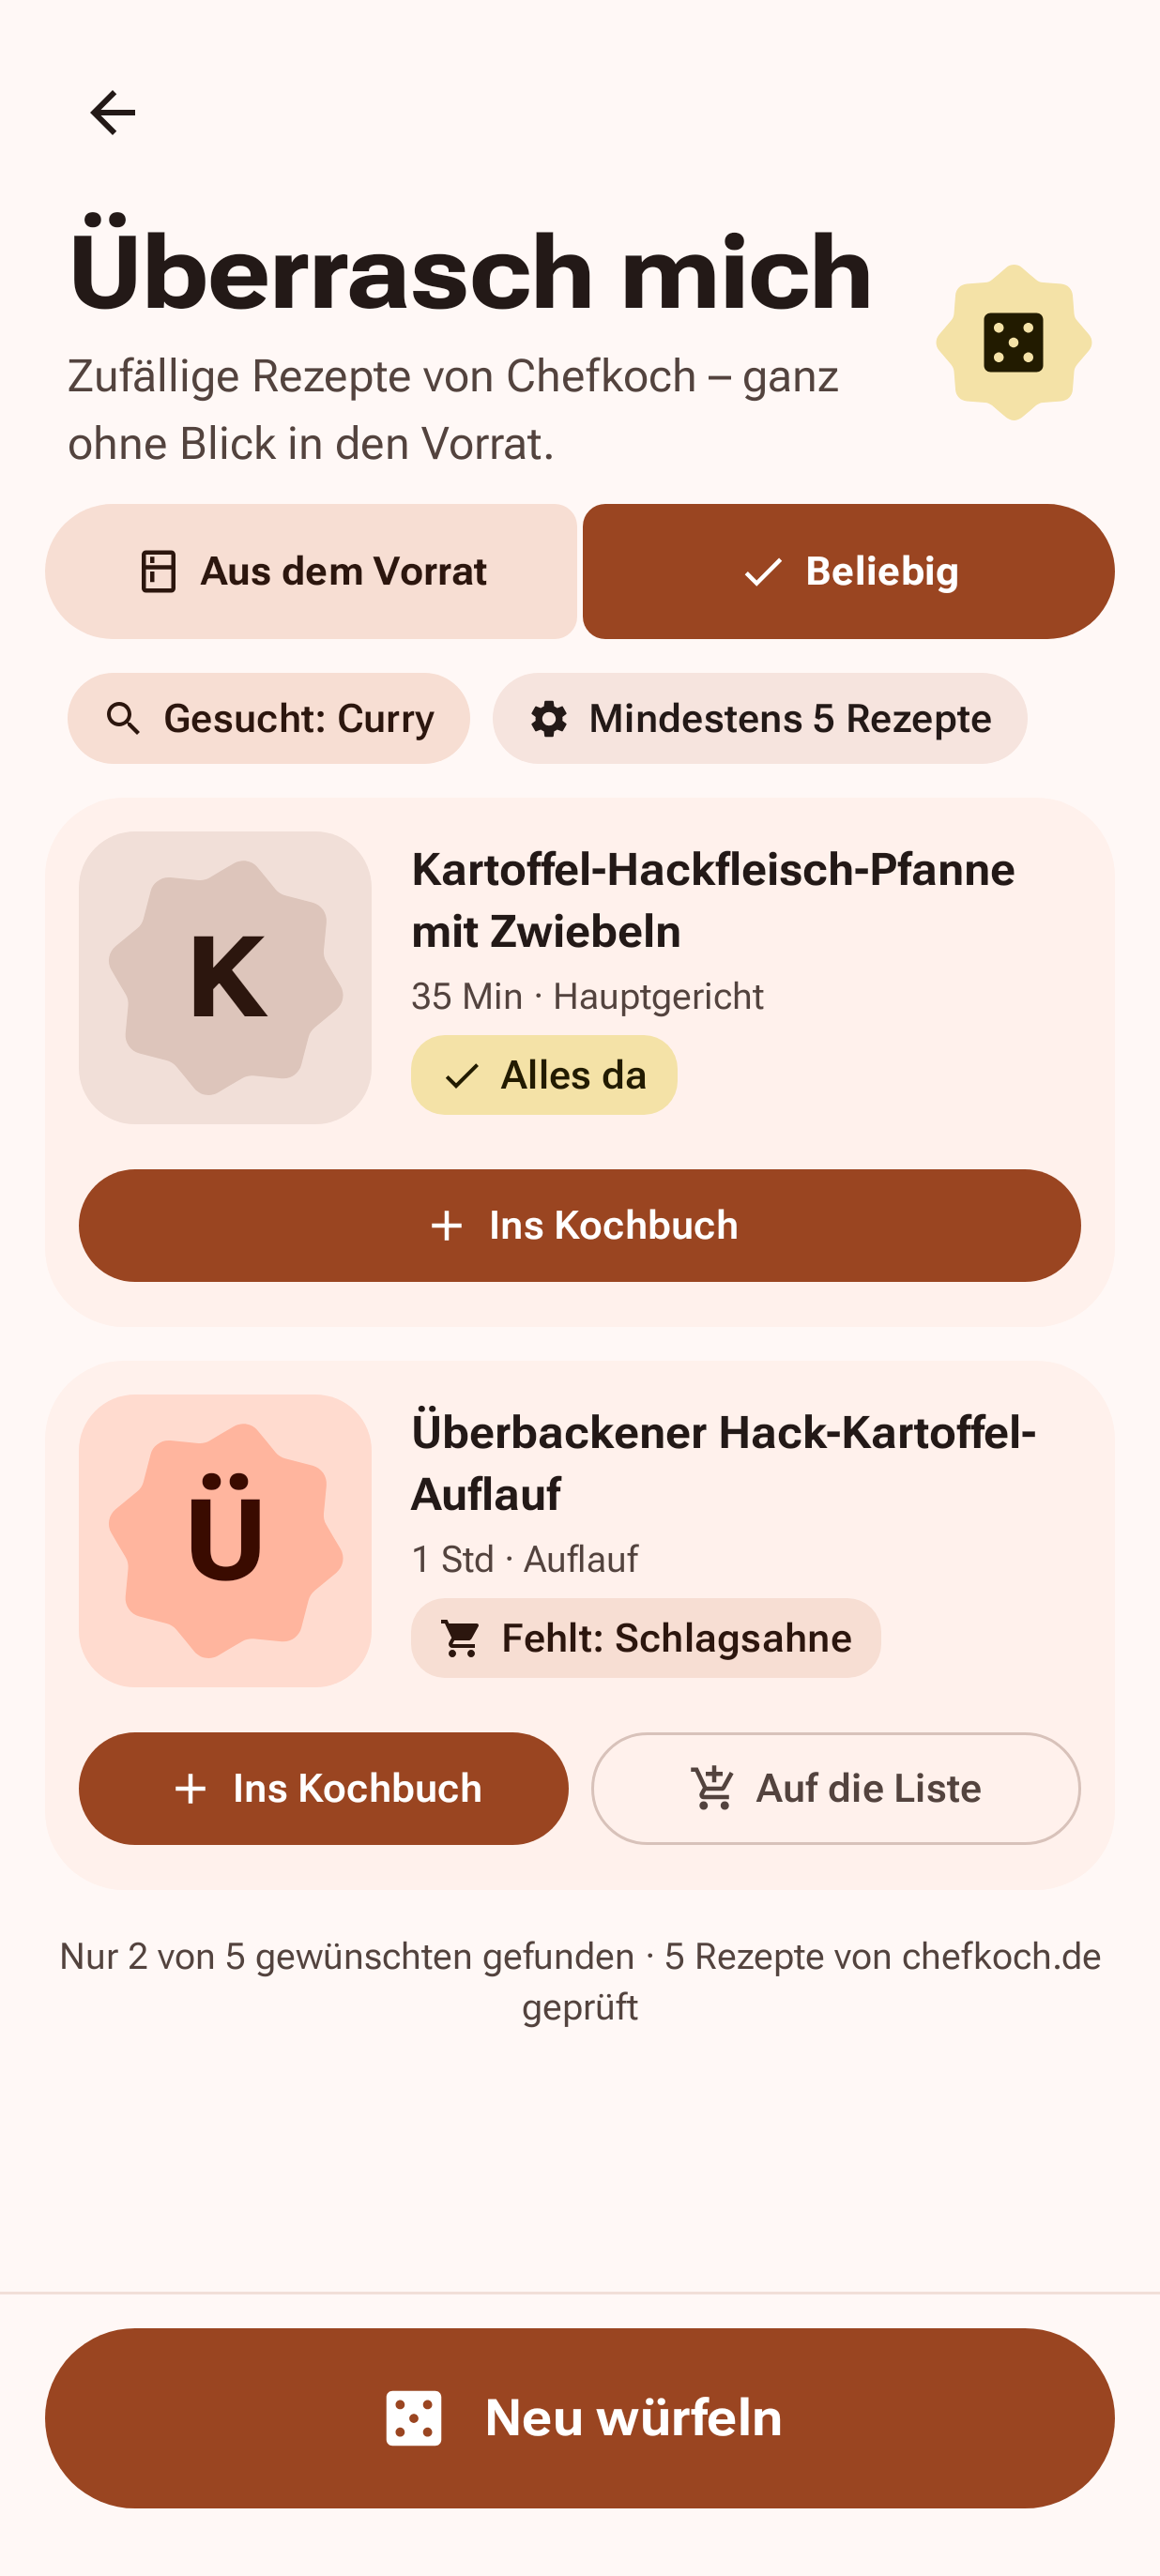 Überrasch mich
Zufällige Rezepte von Chefkoch – ganz
ohne Blick in den Vorrat.
Aus dem Vorrat
Beliebig
Gesucht: Curry
Mindestens 5 Rezepte
K
Kartoffel-Hackfleisch-Pfanne
mit Zwiebeln
35 Min · Hauptgericht
Alles da
Ins Kochbuch
Ü
Überbackener Hack-Kartoffel-
Auflauf
1 Std · Auflauf
Fehlt: Schlagsahne
Ins Kochbuch
Auf die Liste
Nur 2 von 5 gewünschten gefunden · 5 Rezepte von chefkoch.de
geprüft
Neu würfeln